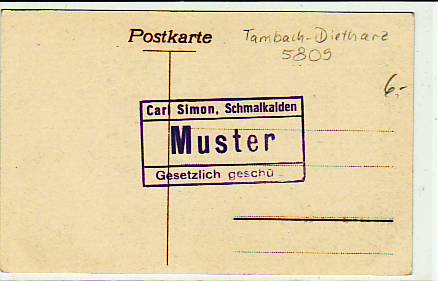 Postkarte
Tambach-Dietharz
5809
6,-
Carl Simon, Schmalkalden
Muster
Gesetzlich geschü